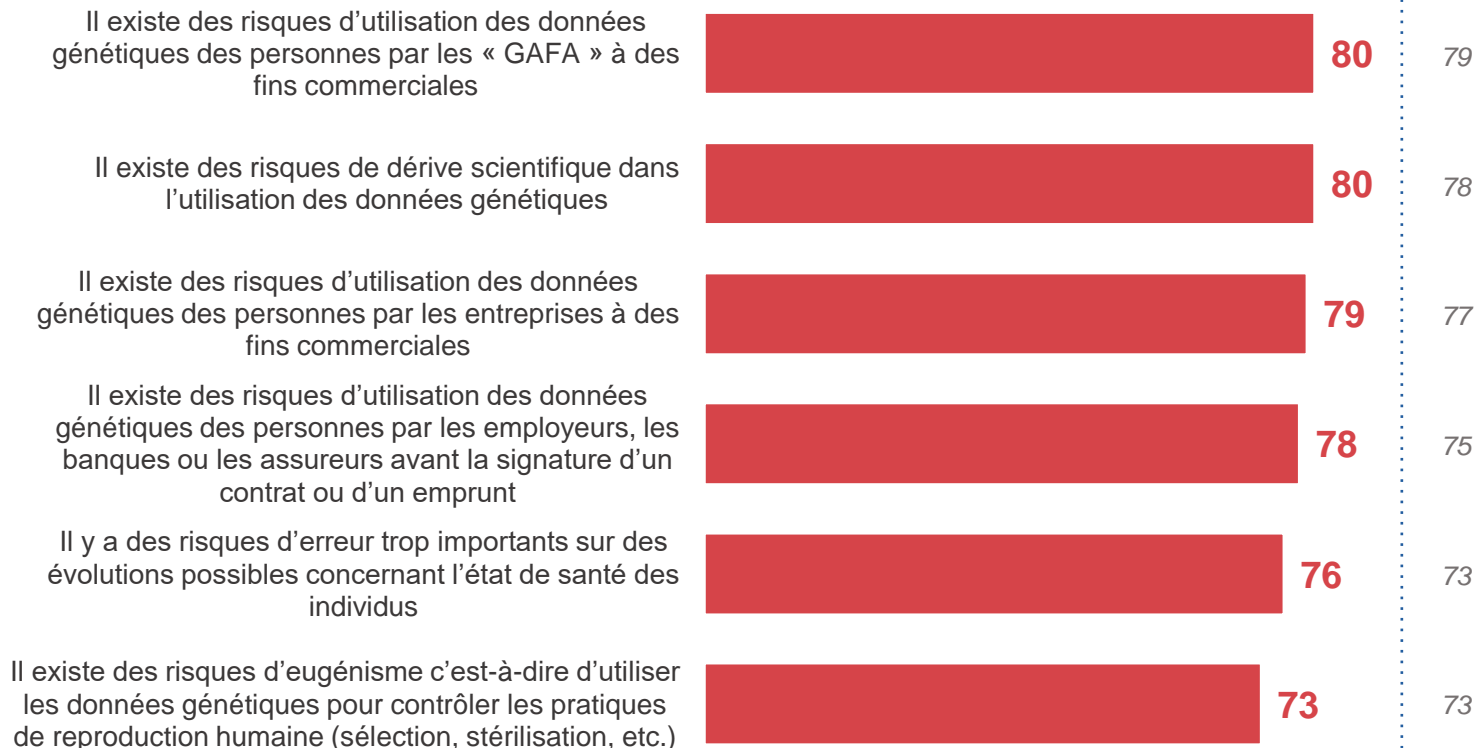 Il existe des risques d’utilisation des données
génétiques des personnes par les « GAFA » à des
fins commerciales
80
79
Il existe des risques de dérive scientifique dans
l’utilisation des données génétiques
80
78
Il existe des risques d’utilisation des données
génétiques des personnes par les entreprises à des
fins commerciales
79
77
Il existe des risques d’utilisation des données
génétiques des personnes par les employeurs, les
banques ou les assureurs avant la signature d’un
contrat ou d’un emprunt
78
75
Il y a des risques d’erreur trop importants sur des
évolutions possibles concernant l’état de santé des
individus
76
73
Il existe des risques d’eugénisme c’est-à-dire d’utiliser
les données génétiques pour contrôler les pratiques
de reproduction humaine (sélection, stérilisation, etc.)
73
73